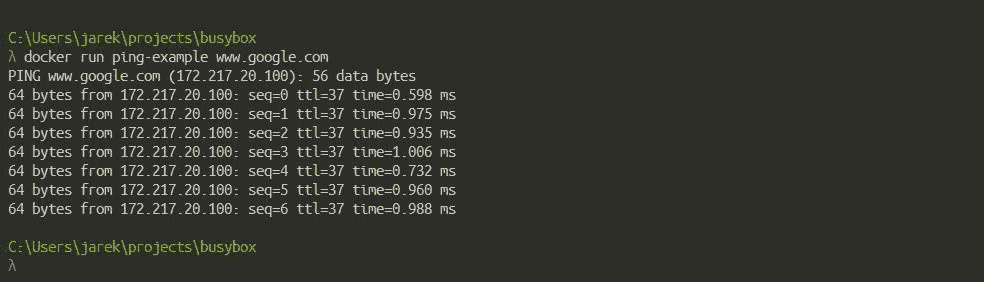 C:\Users\jarek\projects\busybox
λ docker run ping-example www.google.com
PING www.google.com (172.217.20.100): 56 data bytes
64 bytes from 172.217.20.100: seq=0 ttl=37 time=0.598 ms
64 bytes from 172.217.20.100: seq=1 ttl=37 time=0.975 ms
64 bytes from 172.217.20.100: seq=2 ttl=37 time=0.935 ms
64 bytes from 172.217.20.100: seq=3 ttl=37 time=1.006 ms
64 bytes from 172.217.20.100: seq=4 ttl=37 time=0.732 ms
64 bytes from 172.217.20.100: seq=5 ttl=37 time=0.960 ms
64 bytes from 172.217.20.100: seq=6 ttl=37 time=0.988 ms
C:\Users\jarek\projects\busybox
λ